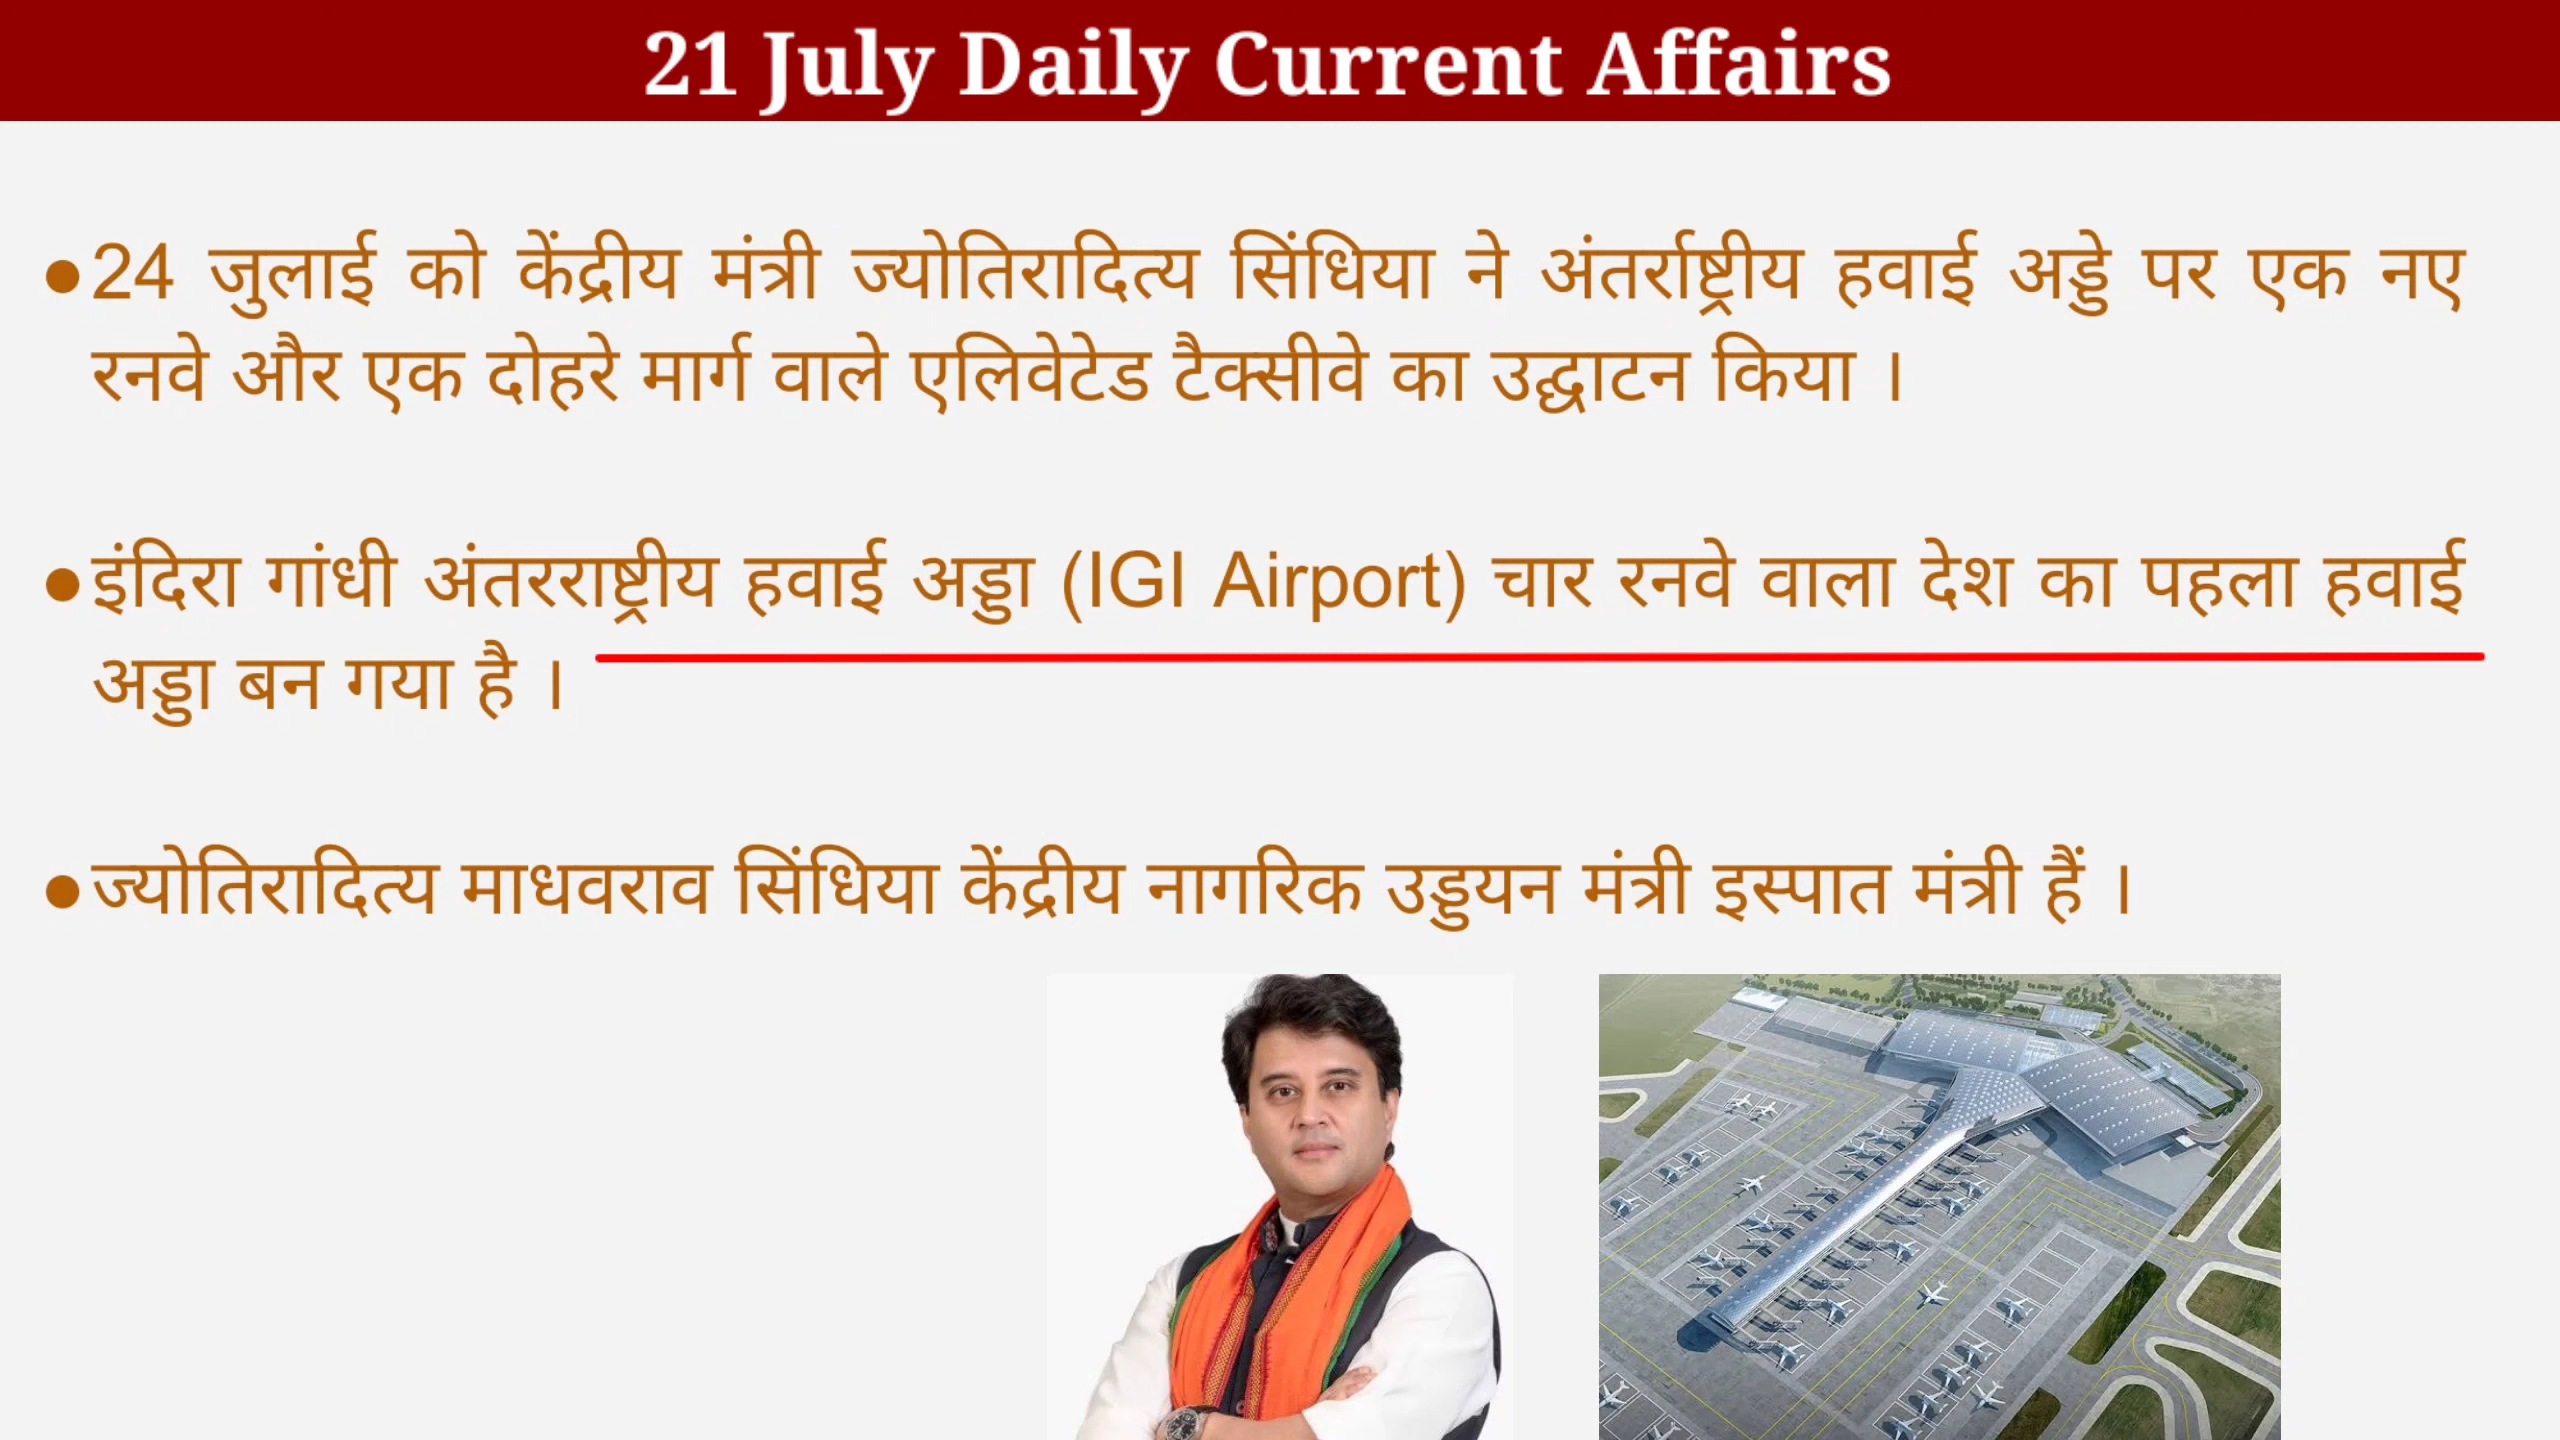 21 July Daily Current Affairs
●24 जुलाई को केंद्रीय मंत्री ज्योतिरादित्य सिंधिया ने अंतर्राष्ट्रीय हवाई अड्डे पर एक नए
रनवे और एक दोहरे मार्ग वाले एलिवेटेड टैक्सीवे का उद्घाटन किया ।
●इंदिरा गांधी अंतरराष्ट्रीय हवाई अड्डा (IGI Airport) चार रनवे वाला देश का पहला हवाई
अड्डा बन गया है ।
●ज्योतिरादित्य माधवराव सिंधिया केंद्रीय नागरिक उड्डयन मंत्री इस्पात मंत्री हैं ।